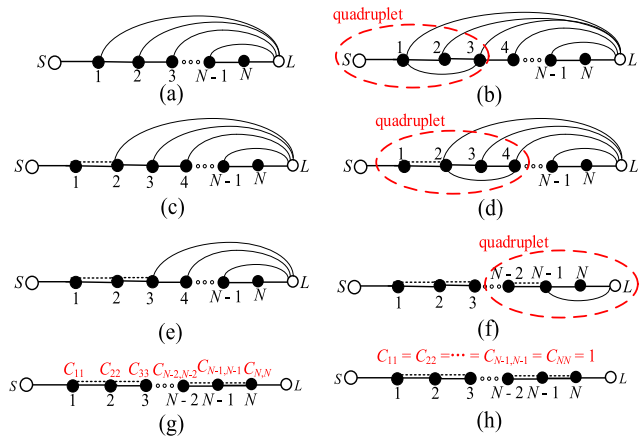 S 1 2 3 N-1 N L
(a)
quadruplet
S 1 2 3 4 N-1 N L
(b)
S 1 2 3 4 N-1 N L
(c)
quadruplet
S 1 2 3 4 N-1 N L
(d)
S 1 2 3 4 N-1 N L
(e)
quadruplet
S 1 2 3 N-2 N-1 N L
(f)
C11 C22 C33 CN-2,N-2 CN-1,N-1 CN,N
S 1 2 3 N-2 N-1 N L
(g)
C11 = C22 = ••• = CN-1,N-1 = CNN = 1
S 1 2 3 N-2 N-1 N L
(h)